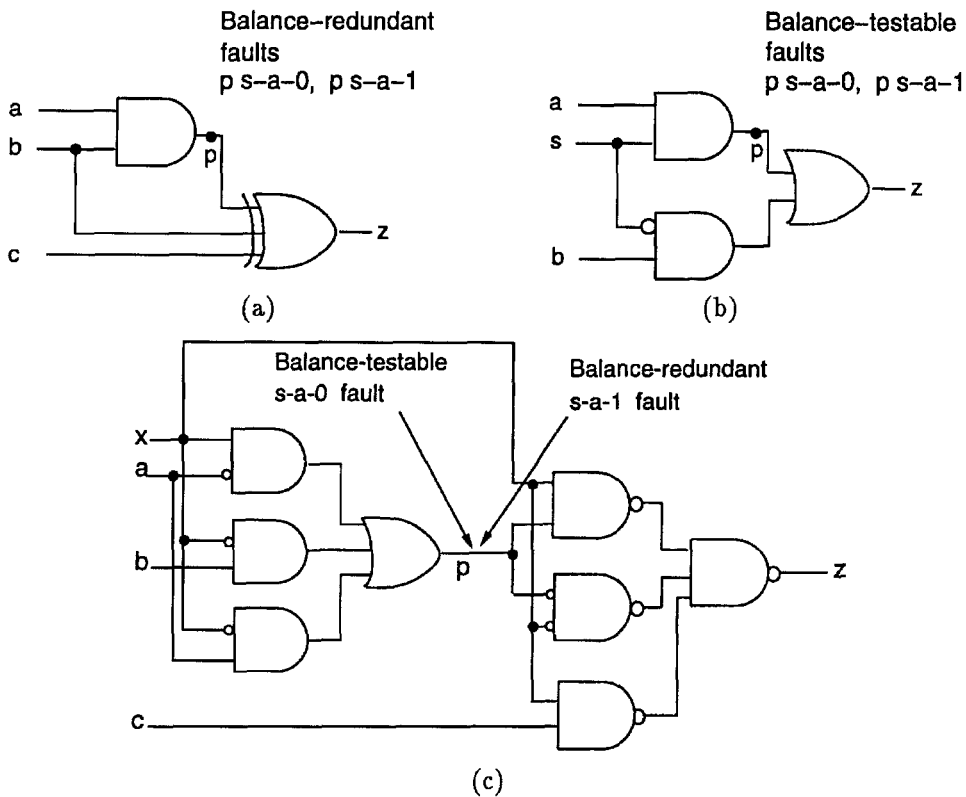 Balance–redundant
faults
p s–a–0, p s–a–1
a
b
p
c
z
(a)
Balance–testable
faults
p s–a–0, p s–a–1
a
s
p
b
z
(b)
Balance-testable
s-a-0 fault
Balance-redundant
s-a-1 fault
x
a
b
p
z
c
(c)